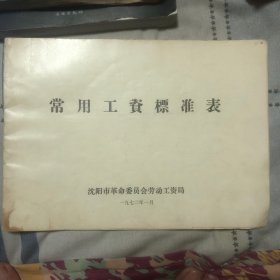 常用工資標准表
沈阳市革命委员会劳动工资局
一九七二年一月